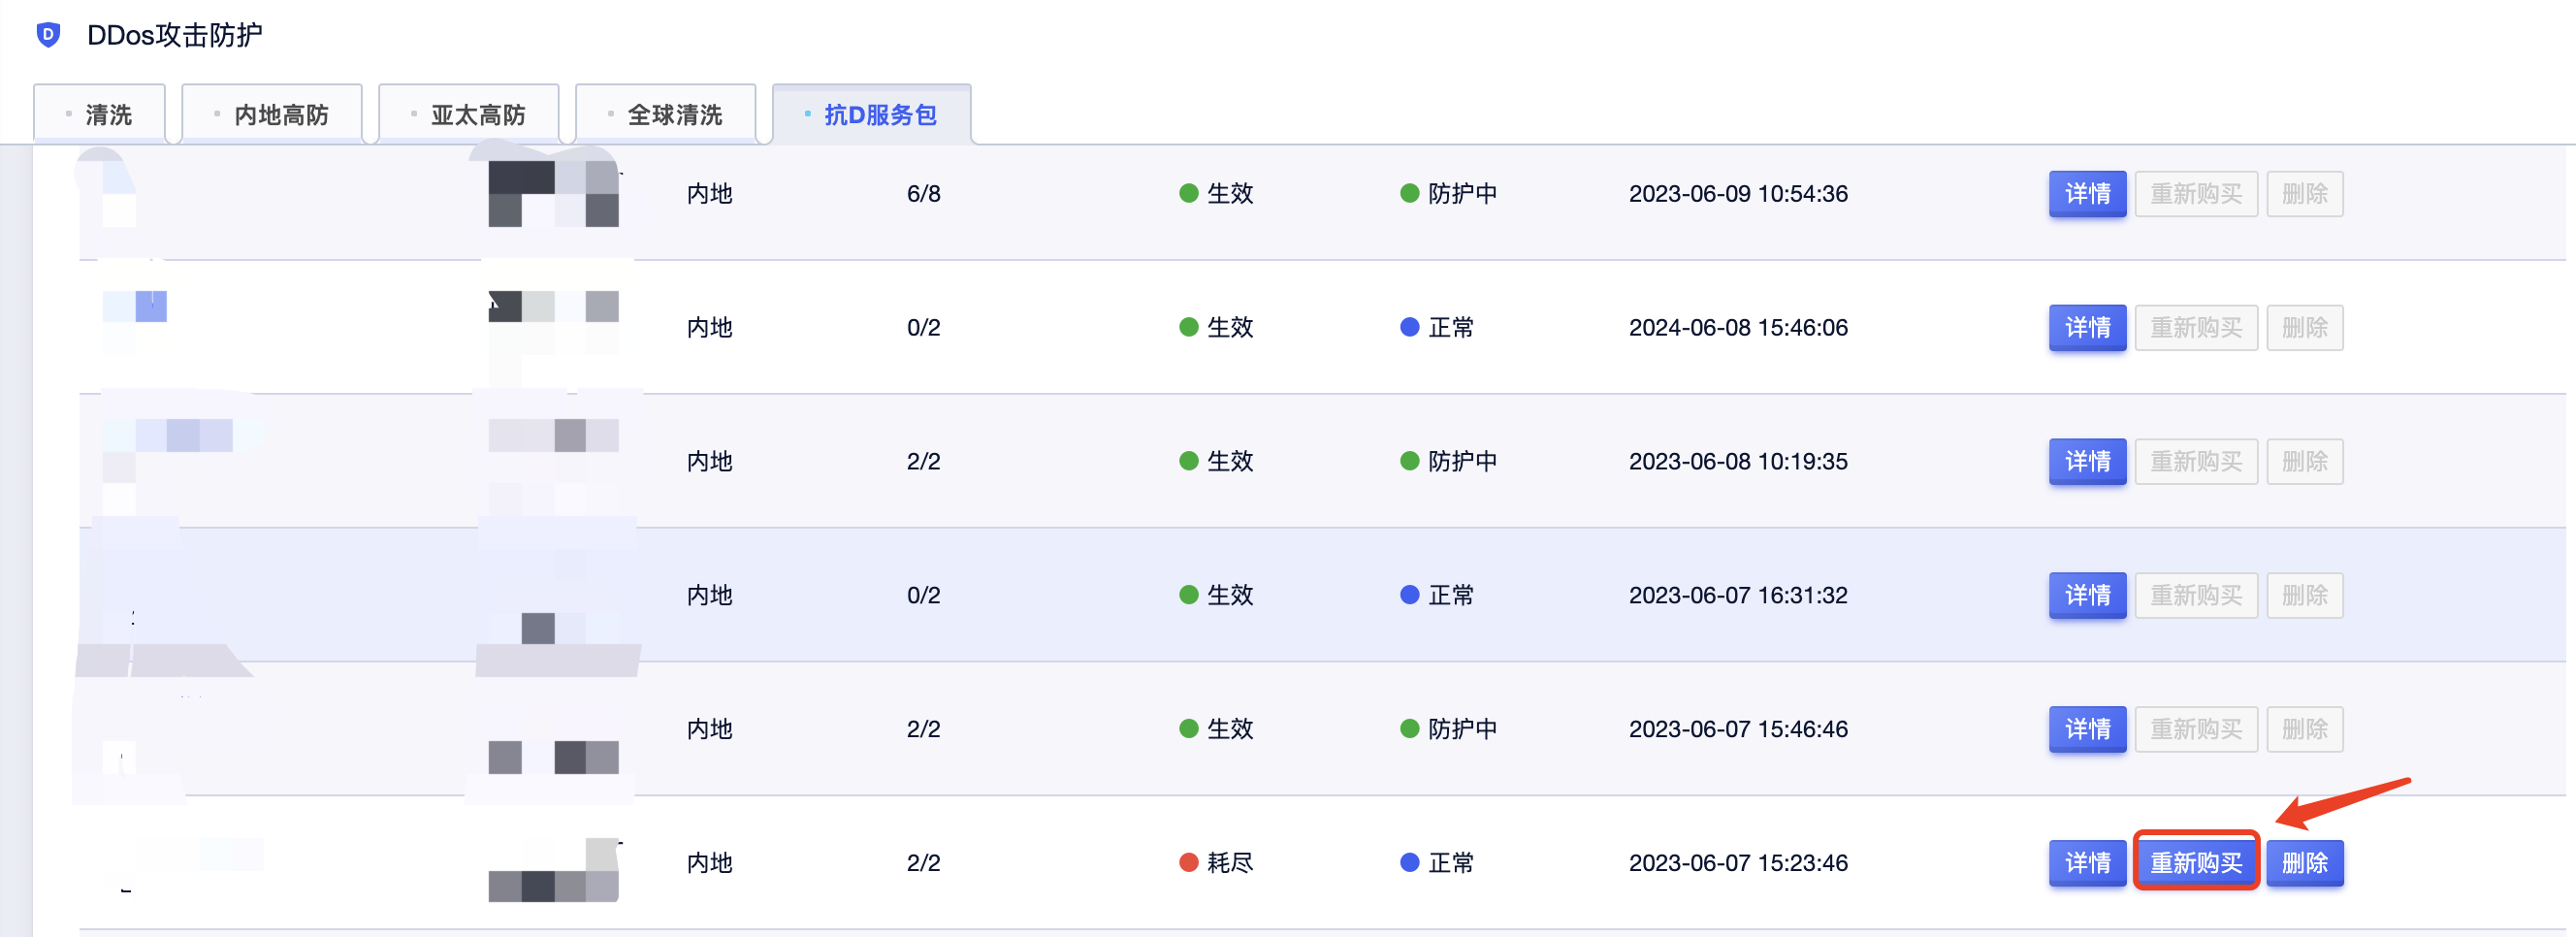 DDos攻击防护
清洗 内地高防 亚太高防 全球清洗 抗D服务包
内地 6/8 生效 防护中 2023-06-09 10:54:36 详情 重新购买 删除
内地 0/2 生效 正常 2024-06-08 15:46:06 详情 重新购买 删除
内地 2/2 生效 防护中 2023-06-08 10:19:35 详情 重新购买 删除
内地 0/2 生效 正常 2023-06-07 16:31:32 详情 重新购买 删除
内地 2/2 生效 防护中 2023-06-07 15:46:46 详情 重新购买 删除
内地 2/2 耗尽 正常 2023-06-07 15:23:46 详情 重新购买 删除